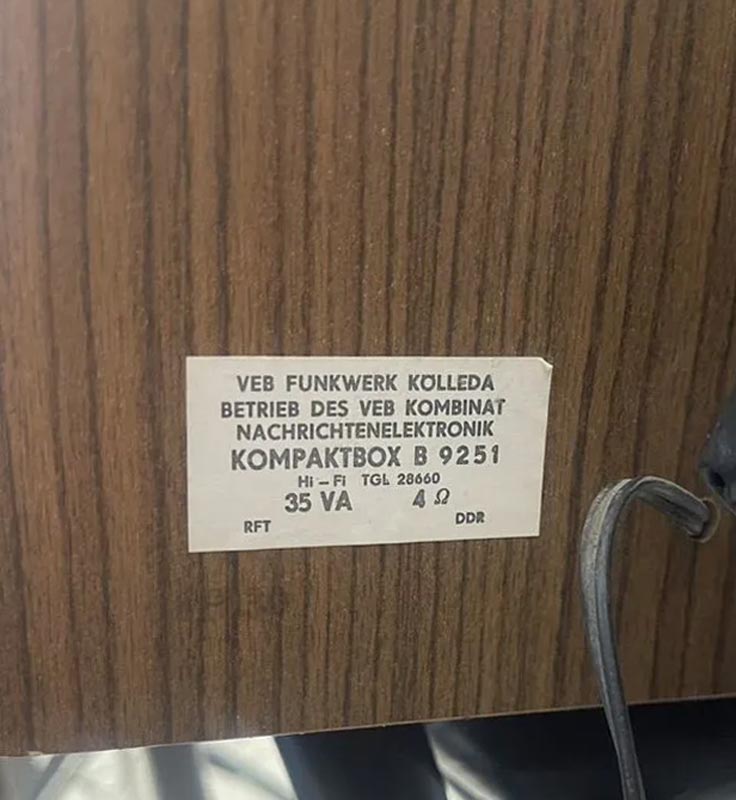 VEB FUNKWERK KÖLLEDA
BETRIEB DES VEB KOMBINAT
NACHRICHTENELEKTRONIK
KOMPAKTBOX B 9251
Hi – Fi TGL 28660
35 VA 4 Ω
RFT DDR